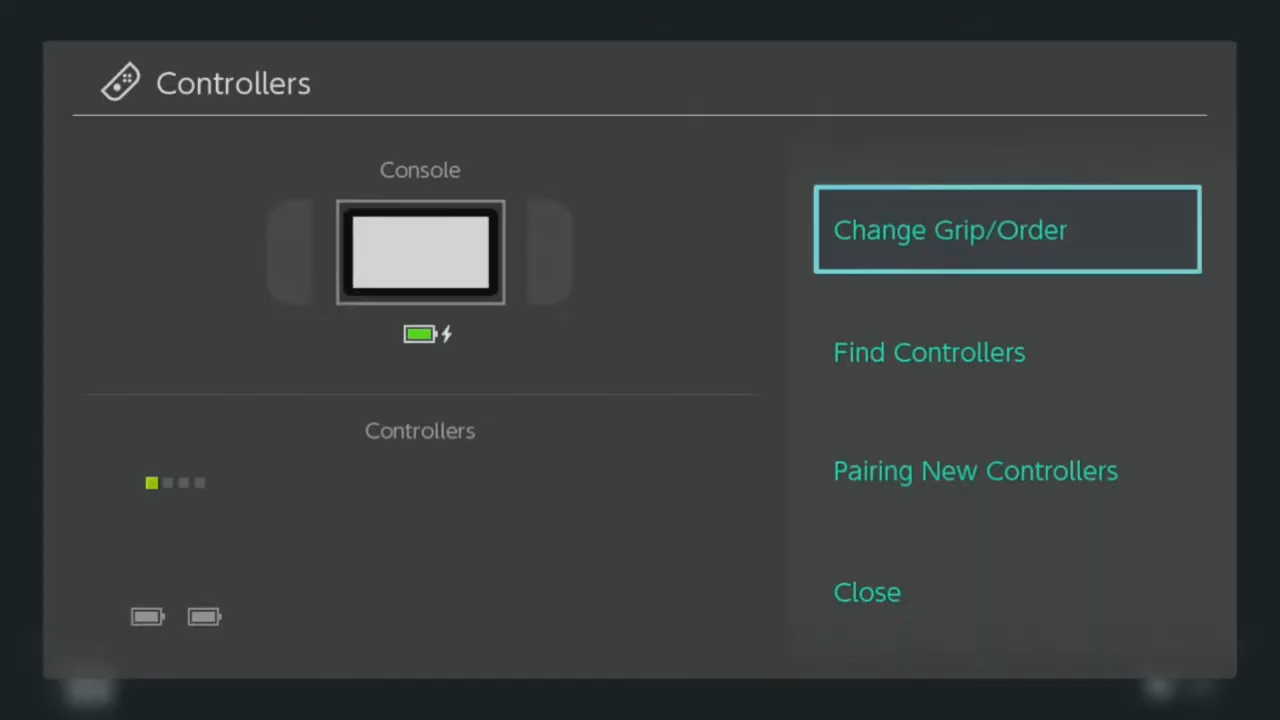 Controllers
Console
Controllers
Change Grip/Order
Find Controllers
Pairing New Controllers
Close